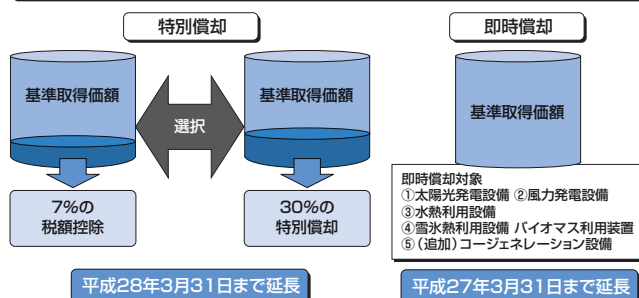 特別償却
即時償却
基準取得価額
選択
基準取得価額
基準取得価額
7%の
税額控除
30%の
特別償却
即時償却対象
①太陽光発電設備 ②風力発電設備
③水熱利用設備
④雪氷熱利用設備 バイオマス利用装置
⑤（追加）コージェネレーション設備
平成28年3月31日まで延長
平成27年3月31日まで延長